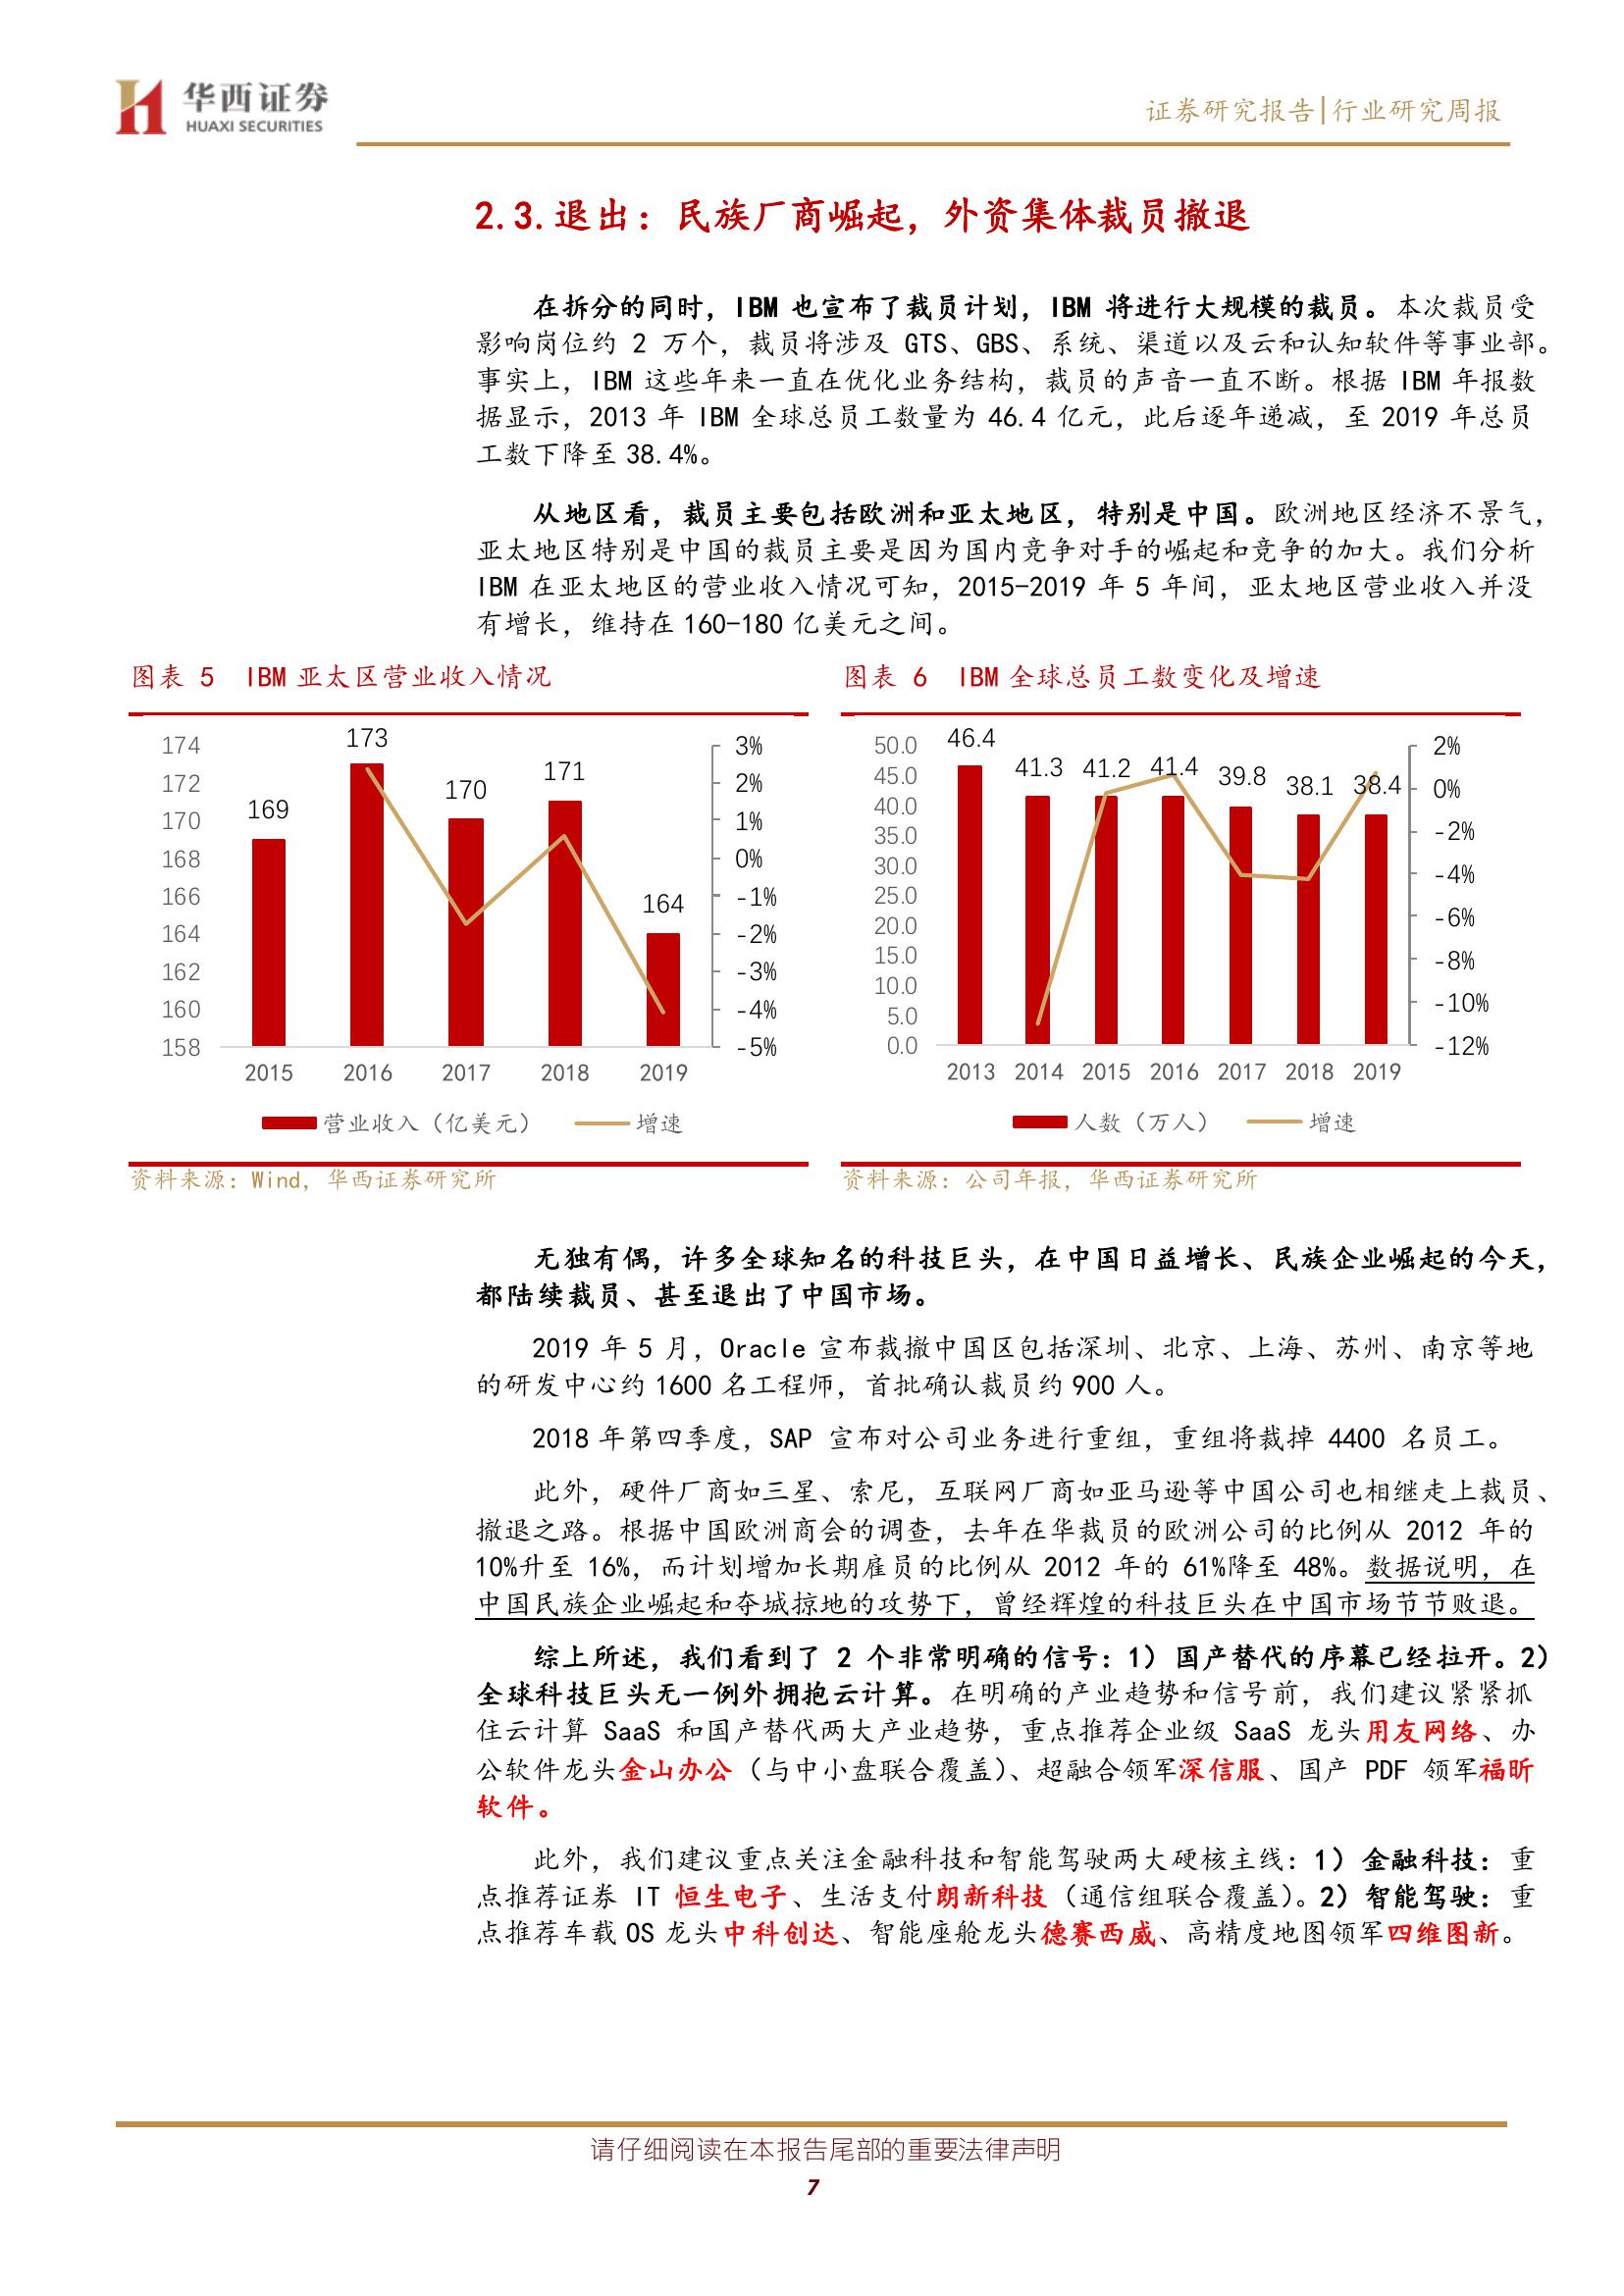 华西证券
HUAXI SECURITIES
证券研究报告|行业研究周报
2.3.退出：民族厂商崛起，外资集体裁员撤退
在拆分的同时，IBM 也宣布了裁员计划，IBM 将进行大规模的裁员。本次裁员受
影响岗位约 2 万个，裁员将涉及 GTS、GBS、系统、渠道以及云和认知软件等事业部。
事实上，IBM 这些年来一直在优化业务结构，裁员的声音一直不断。根据 IBM 年报数
据显示，2013 年 IBM 全球总员工数量为 46.4 亿元，此后逐年递减，至 2019 年总员
工数下降至 38.4%。
从地区看，裁员主要包括欧洲和亚太地区，特别是中国。欧洲地区经济不景气，
亚太地区特别是中国的裁员主要是因为国内竞争对手的崛起和竞争的加大。我们分析
IBM 在亚太地区的营业收入情况可知，2015-2019 年 5 年间，亚太地区营业收入并没
有增长，维持在 160-180 亿美元之间。
图表 5 IBM 亚太区营业收入情况
174
172
170
168
166
164
162
160
158
169
173
170
171
164
3%
2%
1%
0%
-1%
-2%
-3%
-4%
-5%
2015 2016 2017 2018 2019
营业收入（亿美元） 增速
资料来源：Wind，华西证券研究所
图表 6 IBM 全球总员工数变化及增速
50.0
45.0
40.0
35.0
30.0
25.0
20.0
15.0
10.0
5.0
0.0
46.4
41.3
41.2
41.4
39.8
38.1
38.4
2%
0%
-2%
-4%
-6%
-8%
-10%
-12%
2013 2014 2015 2016 2017 2018 2019
人数（万人） 增速
资料来源：公司年报，华西证券研究所
无独有偶，许多全球知名的科技巨头，在中国日益增长、民族企业崛起的今天，
都陆续裁员、甚至退出了中国市场。
2019 年 5 月，Oracle 宣布裁撤中国区包括深圳、北京、上海、苏州、南京等地
的研发中心约 1600 名工程师，首批确认裁员约 900 人。
2018 年第四季度，SAP 宣布对公司业务进行重组，重组将裁掉 4400 名员工。
此外，硬件厂商如三星、索尼，互联网厂商如亚马逊等中国公司也相继走上裁员、
撤退之路。根据中国欧洲商会的调查，去年在华裁员的欧洲公司的比例从 2012 年的
10%升至 16%，而计划增加长期雇员的比例从 2012 年的 61%降至 48%。数据说明，在
中国民族企业崛起和夺城掠地的攻势下，曾经辉煌的科技巨头在中国市场节节败退。
综上所述，我们看到了 2 个非常明确的信号：1）国产替代的序幕已经拉开。2）
全球科技巨头无一例外拥抱云计算。在明确的产业趋势和信号前，我们建议紧紧抓
住云计算 SaaS 和国产替代两大产业趋势，重点推荐企业级 SaaS 龙头用友网络、办
公软件龙头金山办公（与中小盘联合覆盖）、超融合领军深信服、国产 PDF 领军福昕
软件。
此外，我们建议重点关注金融科技和智能驾驶两大硬核主线：1）金融科技：重
点推荐证券 IT 恒生电子、生活支付朗新科技（通信组联合覆盖）。2）智能驾驶：重
点推荐车载 OS 龙头中科创达、智能座舱龙头德赛西威、高精度地图领军四维图新。
请仔细阅读在本报告尾部的重要法律声明
7